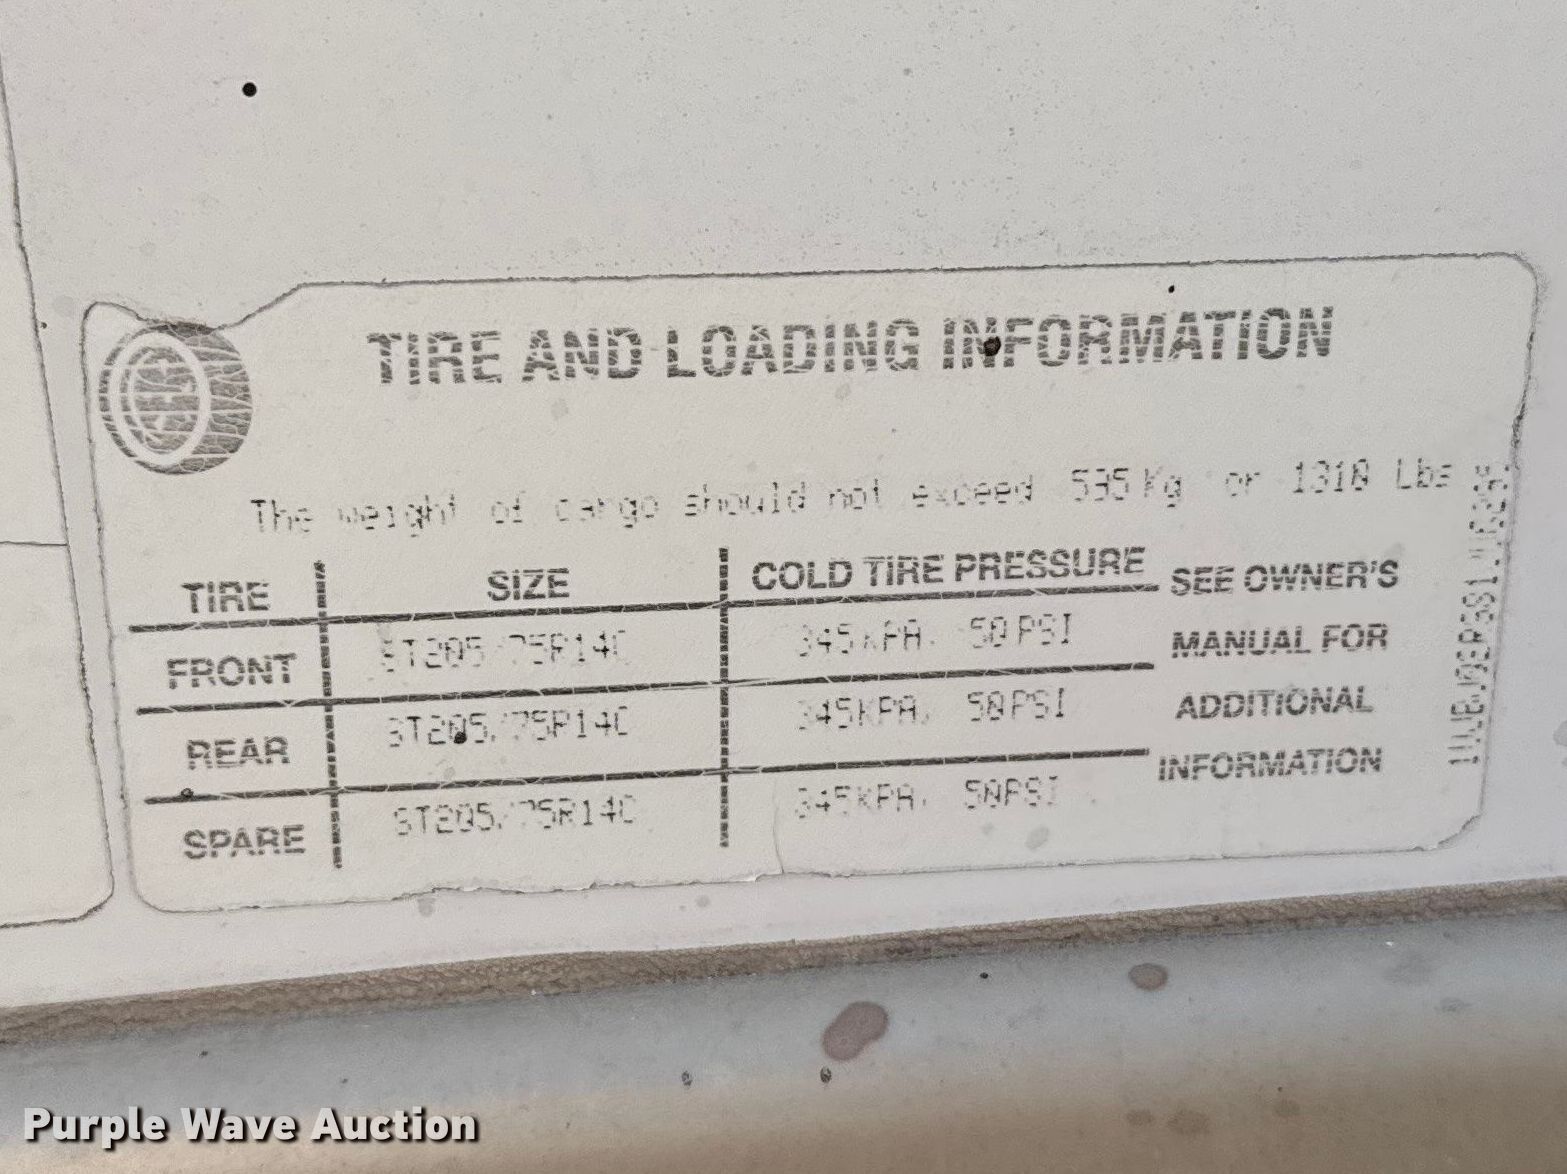 TIRE AND LOADING INFORMATION
The weight of cargo should not exceed 595 Kg or 1310 Lbs
TIRE SIZE COLD TIRE PRESSURE SEE OWNER'S
FRONT ST205/75R14C 345KPA, 50PSI MANUAL FOR
REAR ST205/75R14C 345KPA, 50PSI ADDITIONAL
SPARE ST205/75R14C 345KPA, 50PSI INFORMATION
Purple Wave Auction